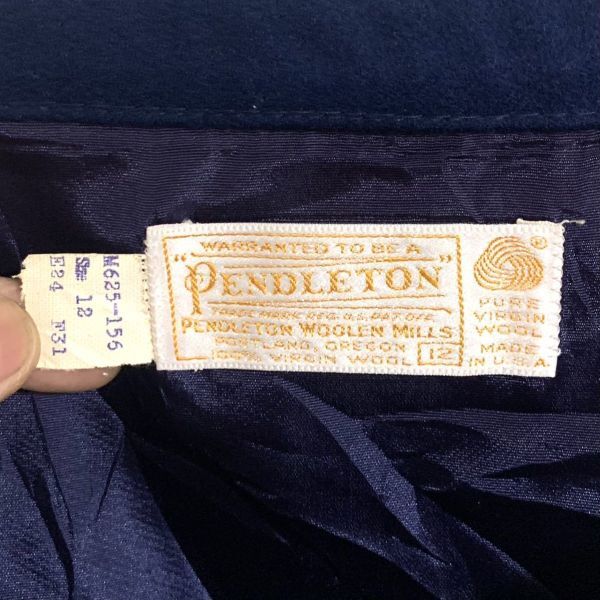 M625-156
Size 12
E24 F31
WARRANTED TO BE A
"PENDLETON"
TRADE MARK REG. U.S. PAT. OFF.
PENDLETON WOOLEN MILLS
PORTLAND, OREGON
100% VIRGIN WOOL 12
®
PURE
VIRGIN
WOOL
MADE
IN U.S.A.